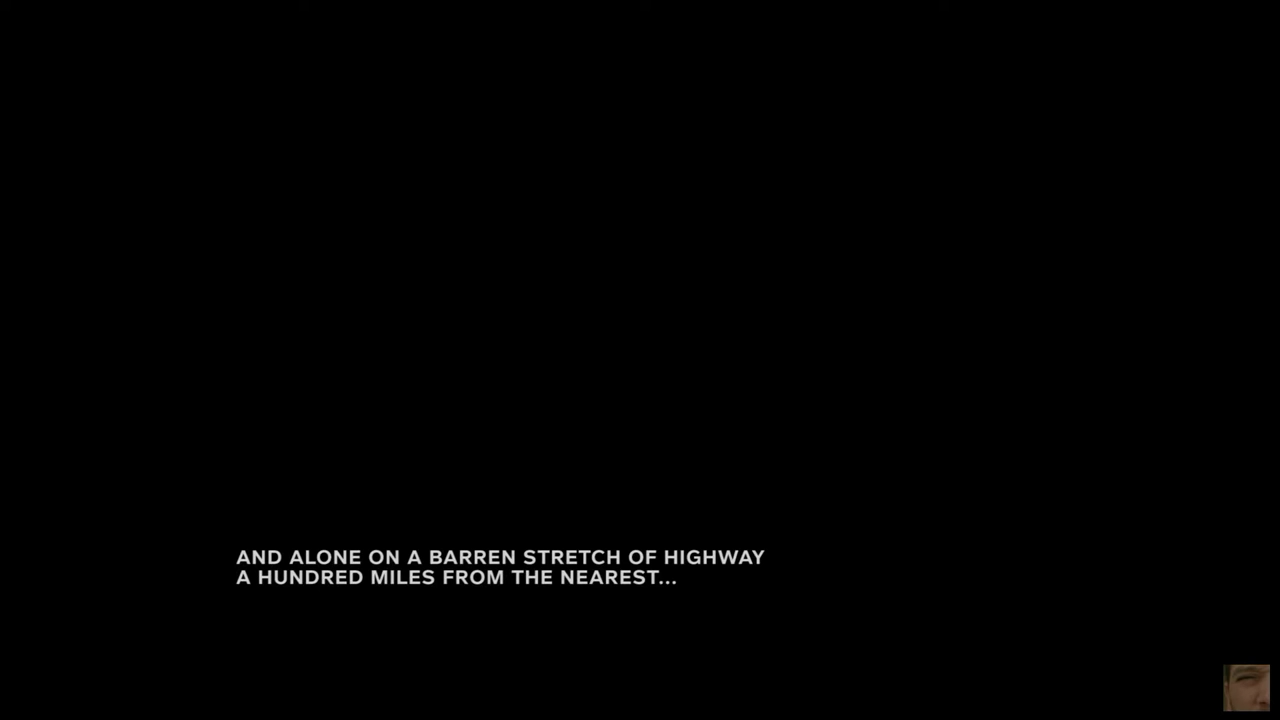 AND ALONE ON A BARREN STRETCH OF HIGHWAY
A HUNDRED MILES FROM THE NEAREST...